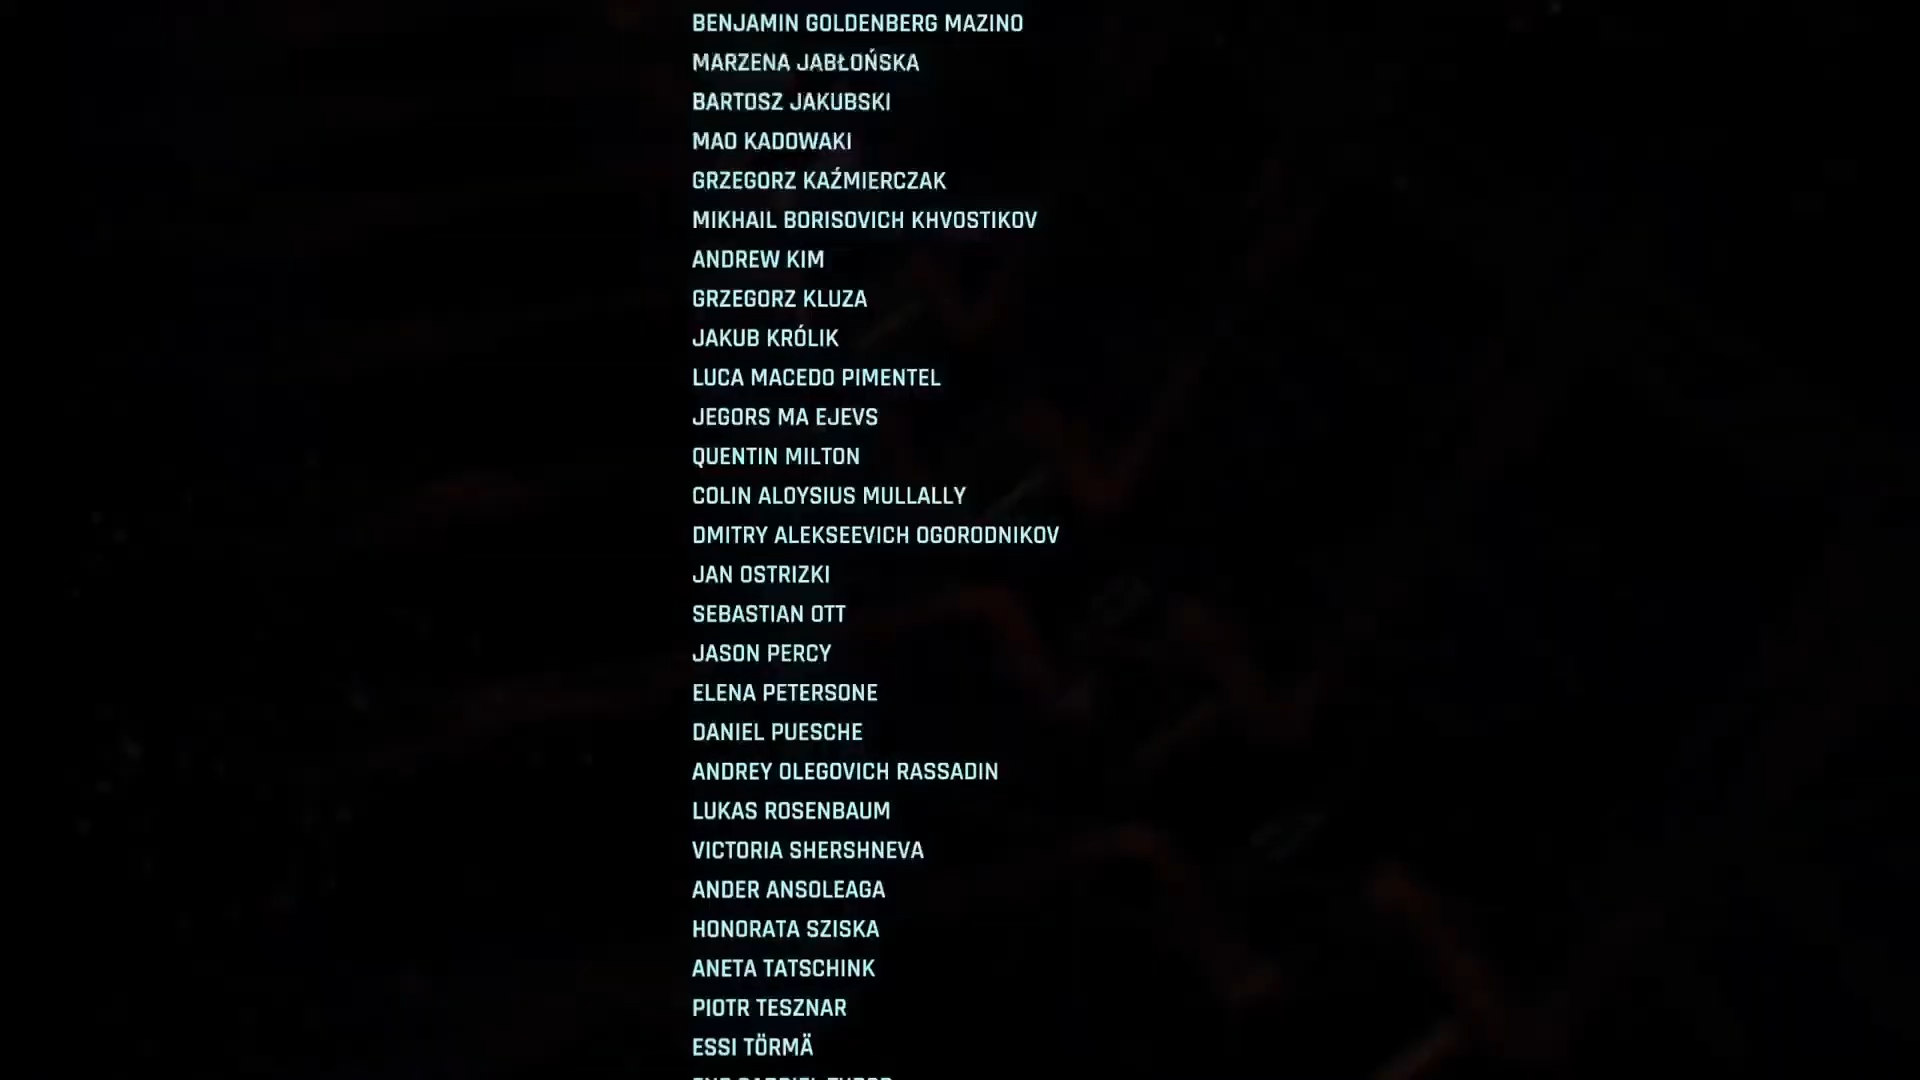 BENJAMIN GOLDENBERG MAZINO
MARZENA JABŁOŃSKA
BARTOSZ JAKUBSKI
MAO KADOWAKI
GRZEGORZ KAŹMIERCZAK
MIKHAIL BORISOVICH KHVOSTIKOV
ANDREW KIM
GRZEGORZ KLUZA
JAKUB KRÓLIK
LUCA MACEDO PIMENTEL
JEGORS MA EJEVS
QUENTIN MILTON
COLIN ALOYSIUS MULLALLY
DMITRY ALEKSEEVICH OGORODNIKOV
JAN OSTRIZKI
SEBASTIAN OTT
JASON PERCY
ELENA PETERSONE
DANIEL PUESCHE
ANDREY OLEGOVICH RASSADIN
LUKAS ROSENBAUM
VICTORIA SHERSHNEVA
ANDER ANSOLEAGA
HONORATA SZISKA
ANETA TATSCHINK
PIOTR TESZNAR
ESSI TÖRMÄ